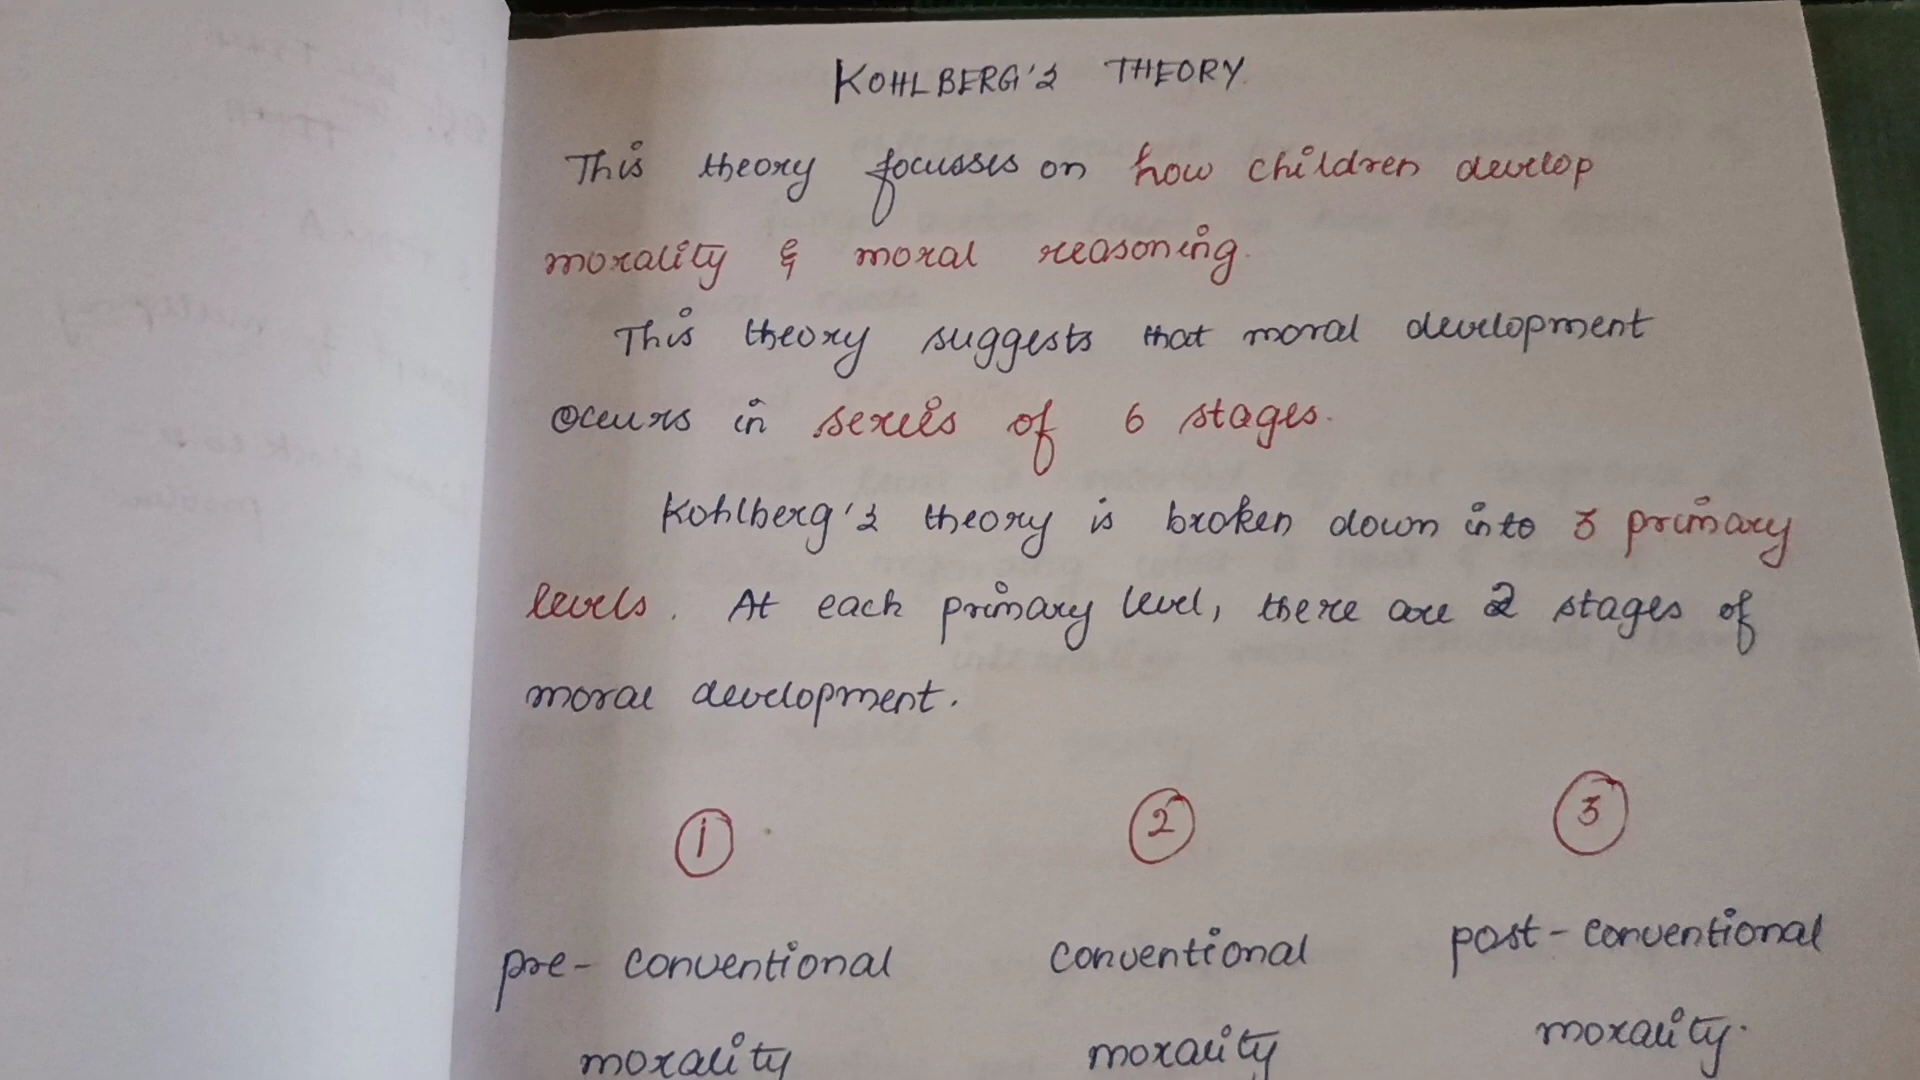 KOHLBERG'S THEORY.
This theory focusses on how children develop
morality & moral reasoning.
This theory suggests that moral development
occurs in series of 6 stages.
Kohlberg's theory is broken down into 3 primary
levels. At each primary level, there are 2 stages of
moral development.
1 2 3
pre-conventional conventional post-conventional
morality morality morality.